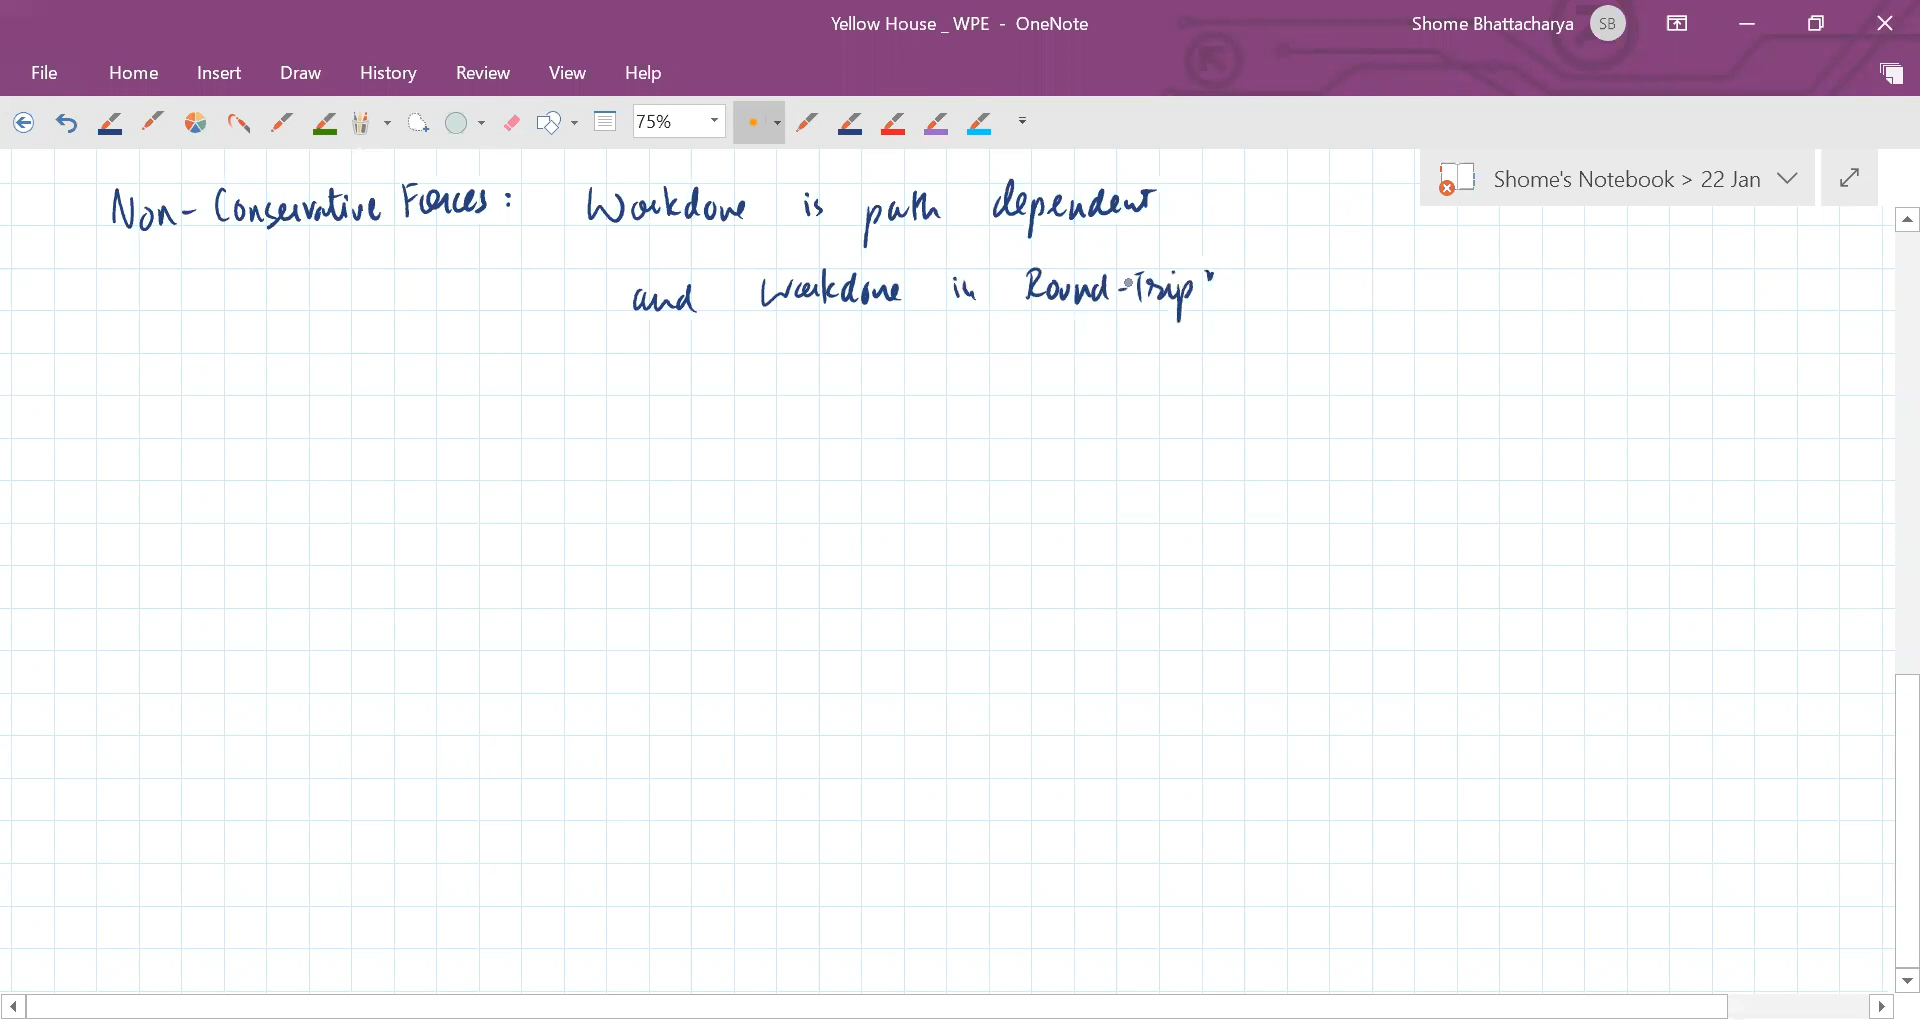 Yellow House _ WPE - OneNote
Shome Bhattacharya SB
File Home Insert Draw History Review View Help
75%
Shome's Notebook > 22 Jan
Non-Conservative Forces: Workdone is path dependent
and Workdone in Round-Trip